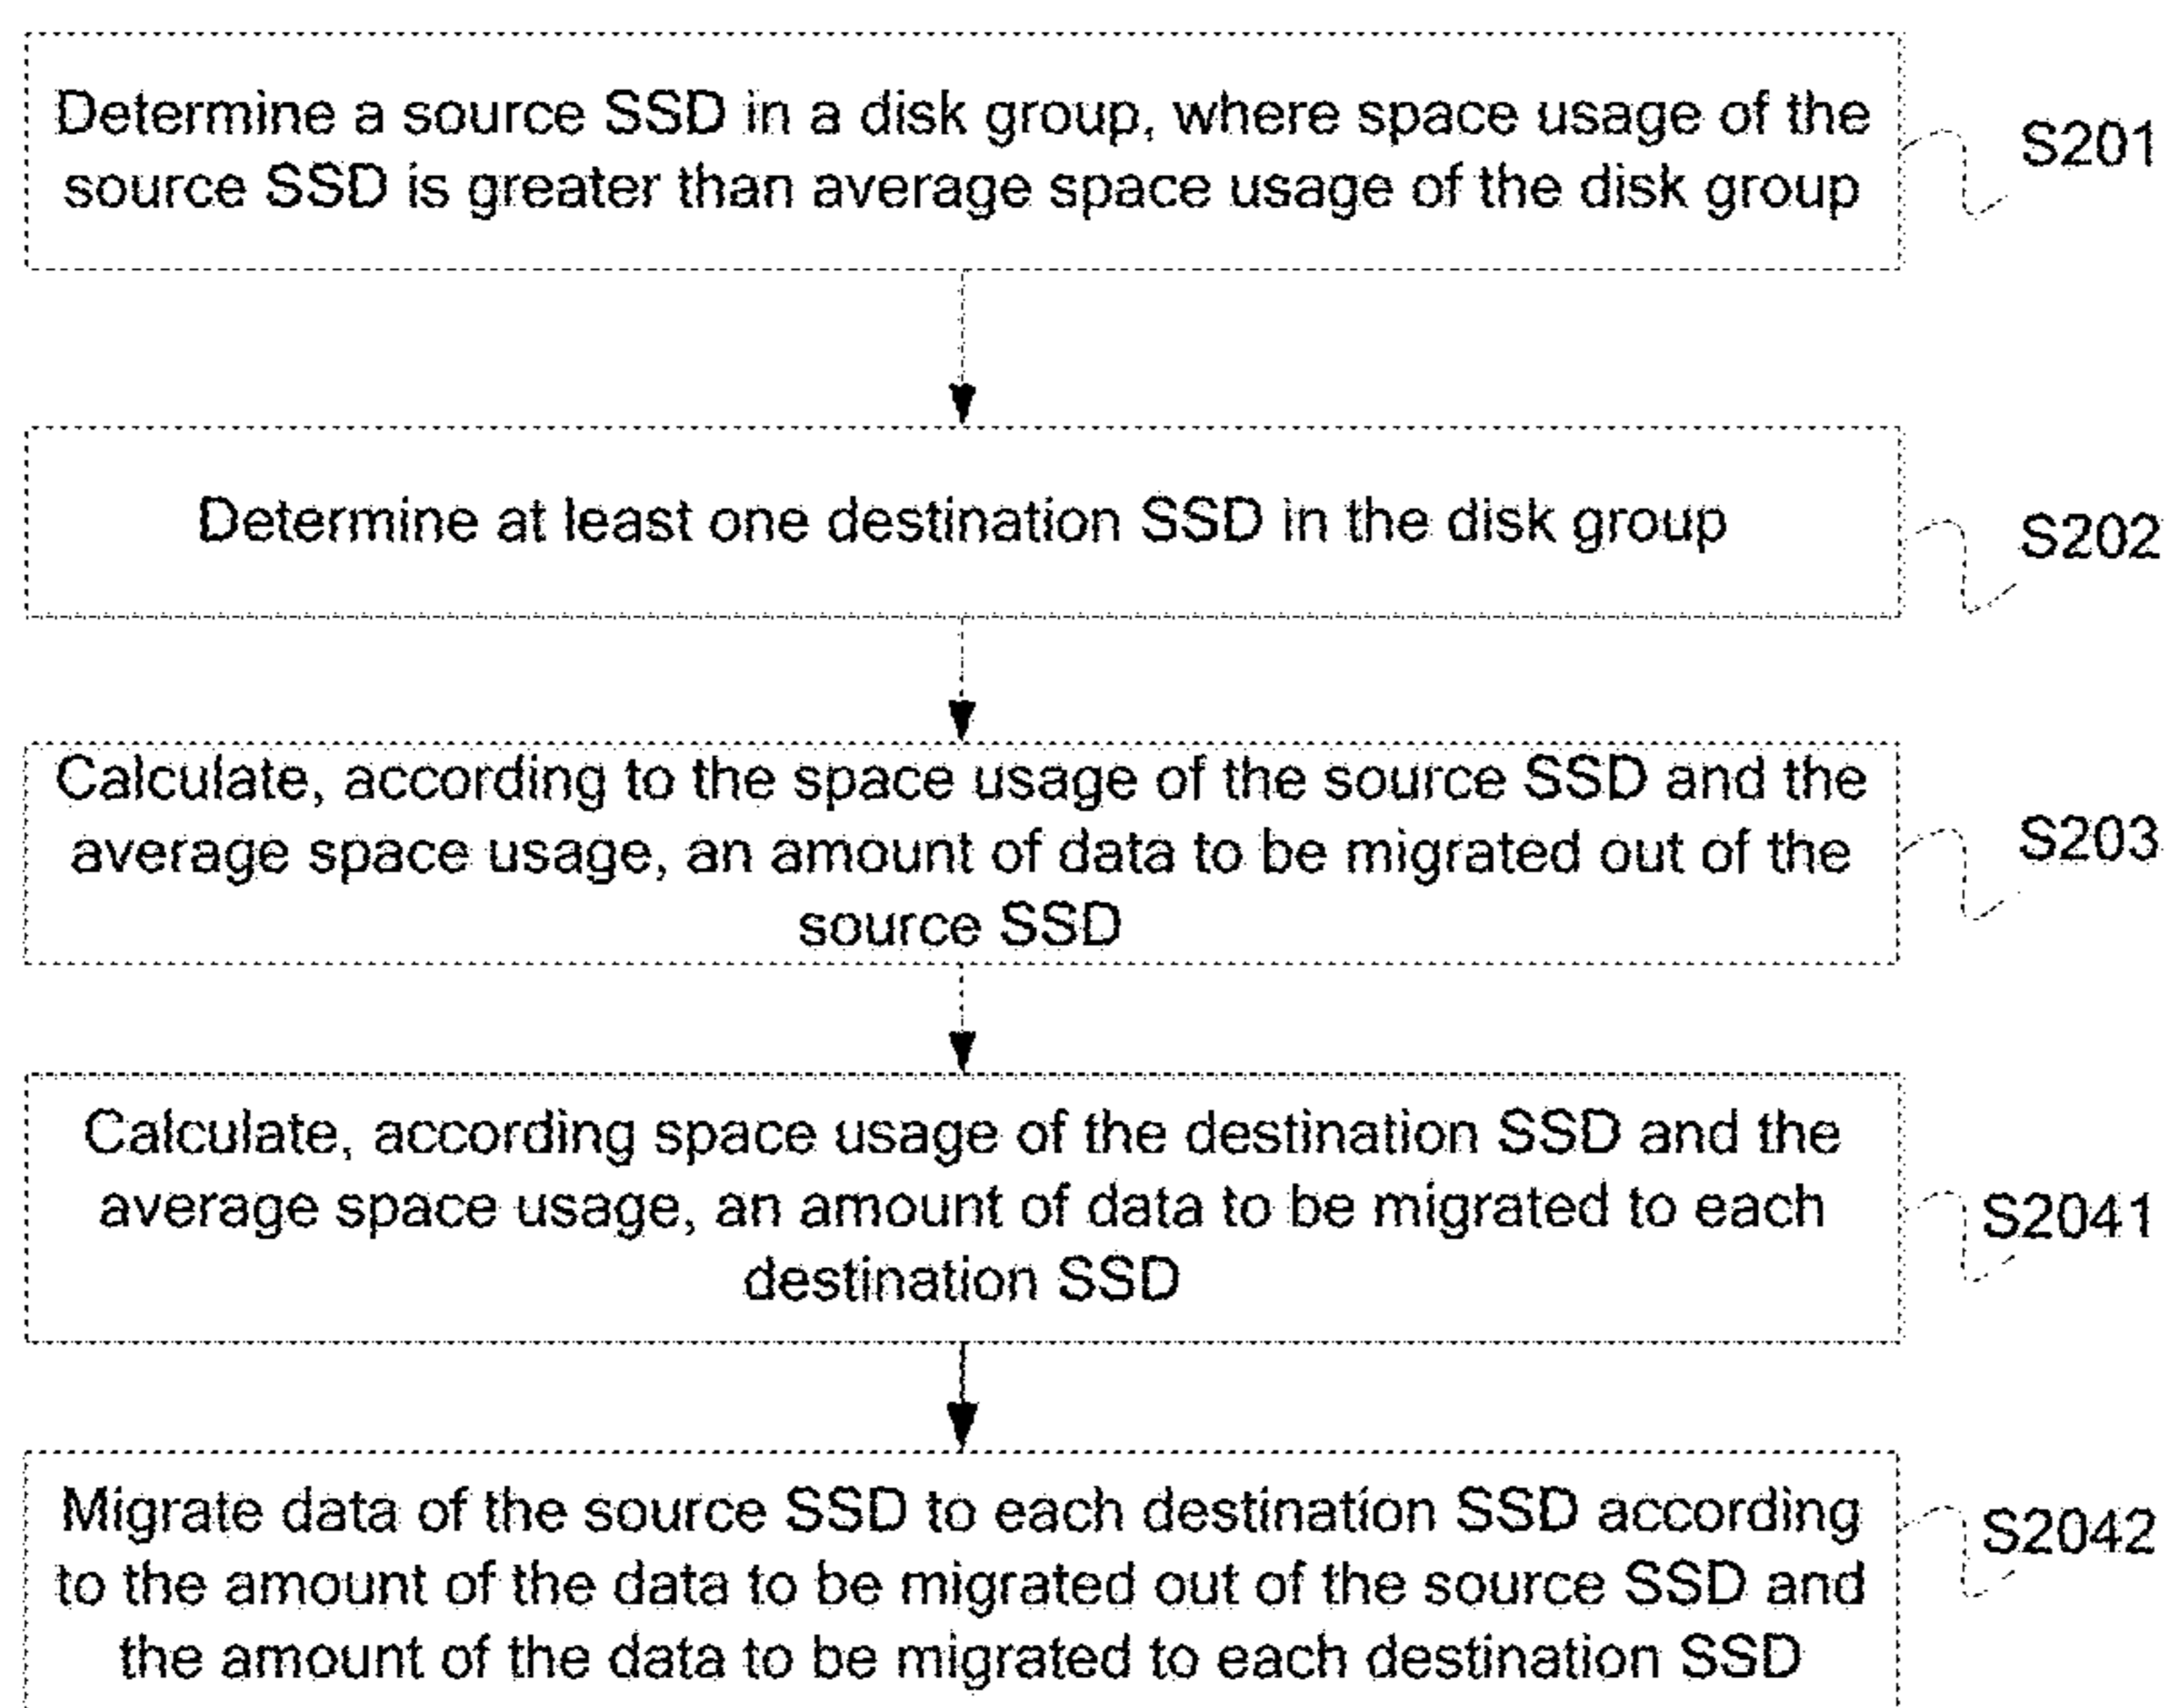 Determine a source SSD in a disk group, where space usage of the
source SSD is greater than average space usage of the disk group
S201
Determine at least one destination SSD in the disk group
S202
Calculate, according to the space usage of the source SSD and the
average space usage, an amount of data to be migrated out of the
source SSD
S203
Calculate, according space usage of the destination SSD and the
average space usage, an amount of data to be migrated to each
destination SSD
S2041
Migrate data of the source SSD to each destination SSD according
to the amount of the data to be migrated out of the source SSD and
the amount of the data to be migrated to each destination SSD
S2042